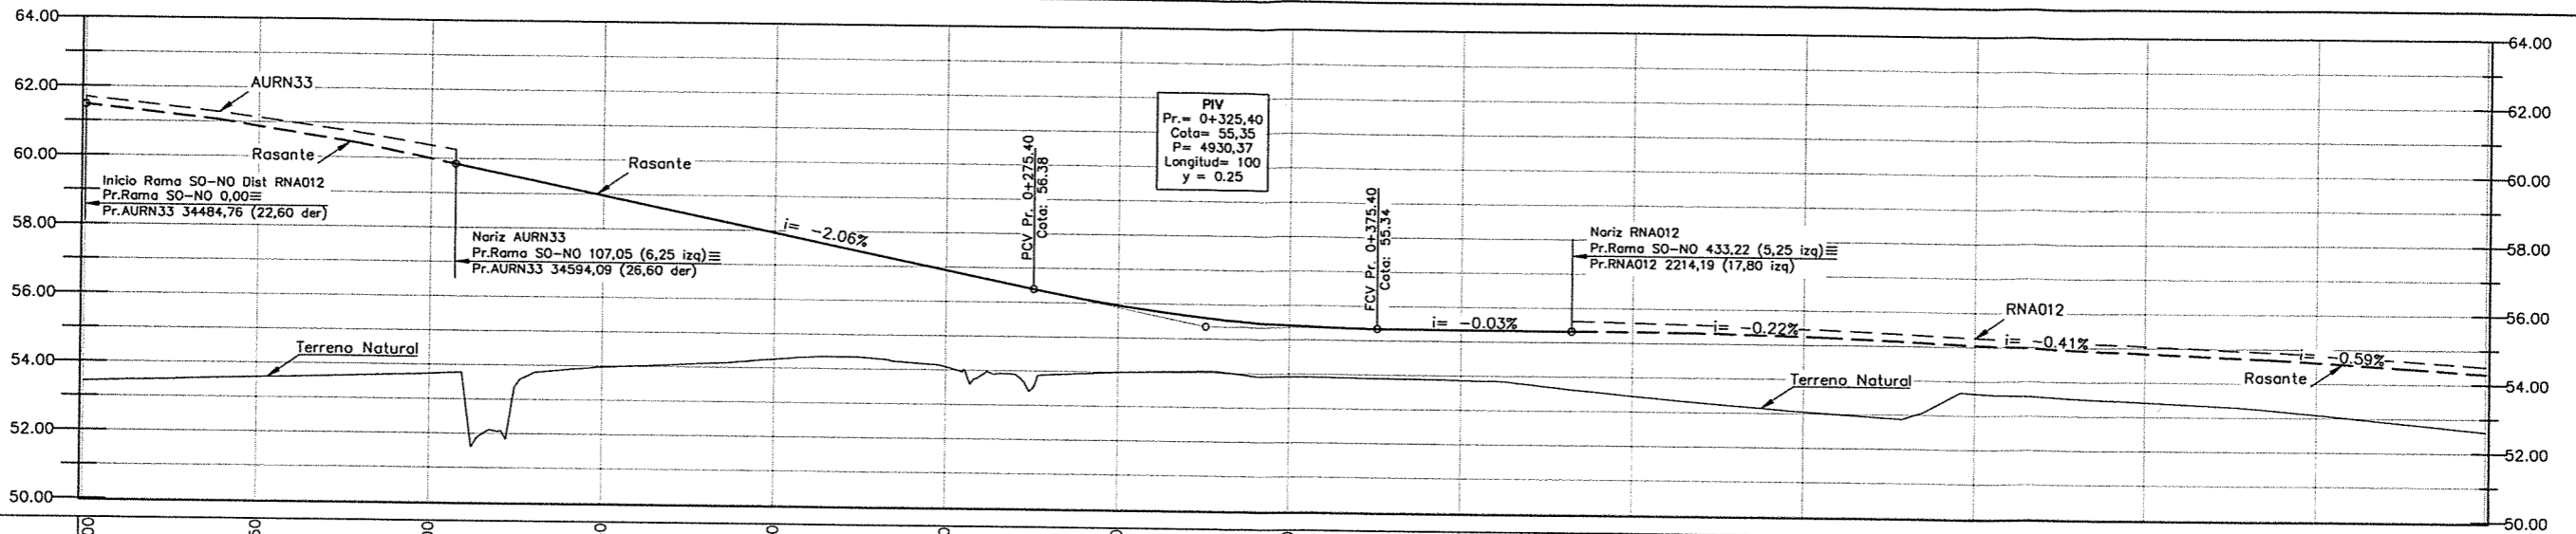 64.00
62.00
60.00
58.00
56.00
54.00
52.00
50.00
AURN33
Rasante
Inicio Rama SO-NO Dist RNA012
Pr.Rama SO-NO 0,00≡
Pr.AURN33 34484,76 (22,60 der)
Nariz AURN33
Pr.Rama SO-NO 107,05 (6,25 izq)≡
Pr.AURN33 34594,09 (26,60 der)
Rasante
i= -2.06%
PCV Pr. 0+275.40
Cota: 56.38
PIV
Pr.= 0+325,40
Cota= 55,35
P= 4930,37
Longitud= 100
y = 0.25
FCV Pr. 0+375.40
Cota: 55.34
i= -0.03%
Nariz RNA012
Pr.Rama SO-NO 433,22 (5,25 izq)≡
Pr.RNA012 2214,19 (17,80 izq)
i= -0.22%
RNA012
i= -0.41%
i= -0.59%
Rasante
Terreno Natural
Terreno Natural
64.00
62.00
60.00
58.00
56.00
54.00
52.00
50.00